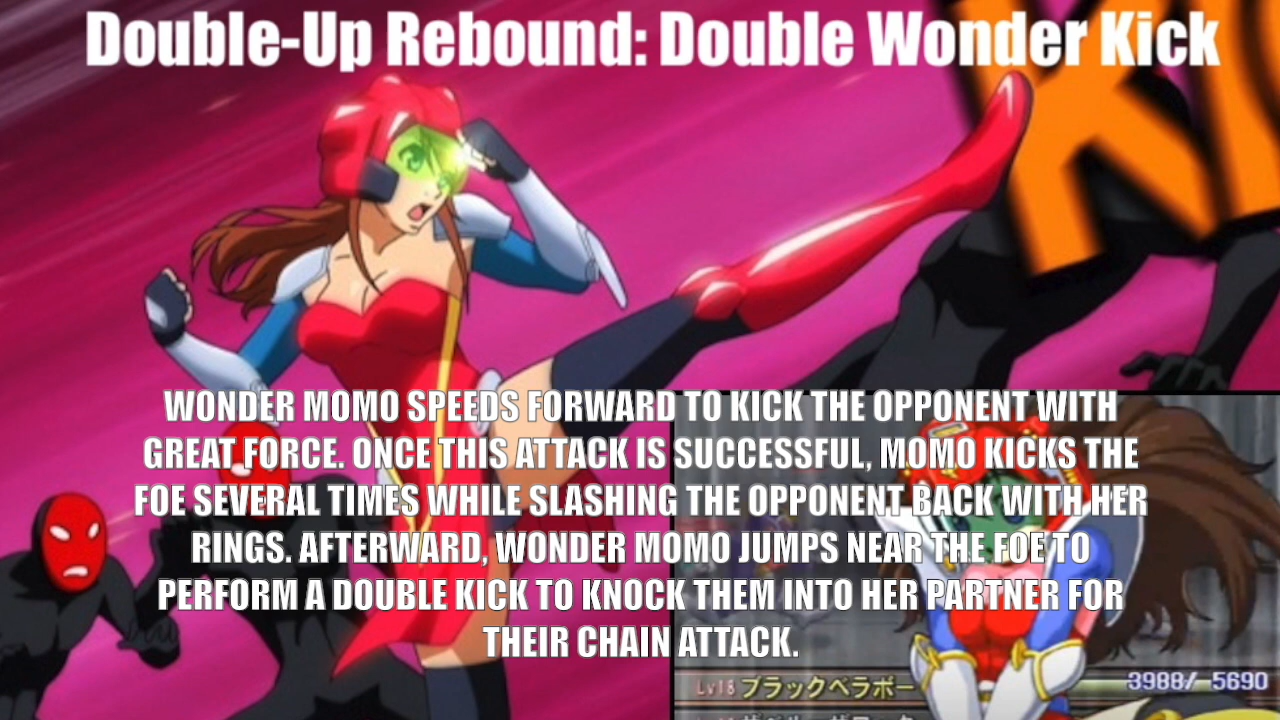 Double-Up Rebound: Double Wonder Kick
KI
WONDER MOMO SPEEDS FORWARD TO KICK THE OPPONENT WITH
GREAT FORCE. ONCE THIS ATTACK IS SUCCESSFUL, MOMO KICKS THE
FOE SEVERAL TIMES WHILE SLASHING THE OPPONENT BACK WITH HER
RINGS. AFTERWARD, WONDER MOMO JUMPS NEAR THE FOE TO
PERFORM A DOUBLE KICK TO KNOCK THEM INTO HER PARTNER FOR
THEIR CHAIN ATTACK.
Lv18 ブラックベラボー 3988/ 5690